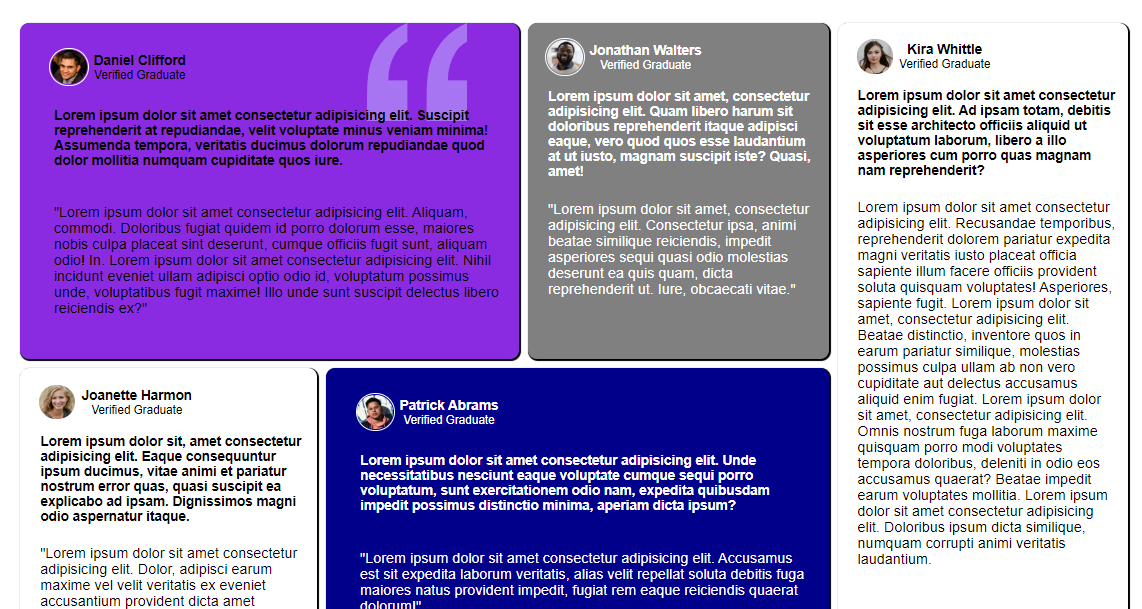 Daniel Clifford
Verified Graduate
Lorem ipsum dolor sit amet consectetur adipisicing elit. Suscipit
reprehenderit at repudiandae, velit voluptate minus veniam minima!
Assumenda tempora, veritatis ducimus dolorum repudiandae quod
dolor mollitia numquam cupiditate quos iure.
"Lorem ipsum dolor sit amet consectetur adipisicing elit. Aliquam,
commodi. Doloribus fugiat quidem id porro dolorum esse, maiores
nobis culpa placeat sint deserunt, cumque officiis fugit sunt, aliquam
odio! In. Lorem ipsum dolor sit amet consectetur adipisicing elit. Nihil
incidunt eveniet ullam adipisci optio odio id, voluptatum possimus
unde, voluptatibus fugit maxime! Illo unde sunt suscipit delectus libero
reiciendis ex?"
Jonathan Walters
Verified Graduate
Lorem ipsum dolor sit amet, consectetur
adipisicing elit. Quam libero harum sit
doloribus reprehenderit itaque adipisci
eaque, vero quod quos esse laudantium
at ut iusto, magnam suscipit iste? Quasi,
amet!
"Lorem ipsum dolor sit amet, consectetur
adipisicing elit. Consectetur ipsa, animi
beatae similique reiciendis, impedit
asperiores sequi quasi odio molestias
deserunt ea quis quam, dicta
reprehenderit ut. Iure, obcaecati vitae."
Kira Whittle
Verified Graduate
Lorem ipsum dolor sit amet consectetur
adipisicing elit. Ad ipsam totam, debitis
sit esse architecto officiis aliquid ut
voluptatum laborum, libero a illo
asperiores cum porro quas magnam
nam reprehenderit?
Lorem ipsum dolor sit amet consectetur
adipisicing elit. Recusandae temporibus,
reprehenderit dolorem pariatur expedita
magni veritatis iusto placeat officia
sapiente illum facere officiis provident
soluta quisquam voluptates! Asperiores,
sapiente fugit. Lorem ipsum dolor sit
amet, consectetur adipisicing elit.
Beatae distinctio, inventore quos in
earum pariatur similique, molestias
possimus culpa ullam ab non vero
cupiditate aut delectus accusamus
aliquid enim fugiat. Lorem ipsum dolor
sit amet, consectetur adipisicing elit.
Omnis nostrum fuga laborum maxime
quisquam porro modi voluptates
tempora doloribus, deleniti in odio eos
accusamus quaerat? Beatae impedit
earum voluptates mollitia. Lorem ipsum
dolor sit amet consectetur adipisicing
elit. Doloribus ipsum dicta similique,
numquam corrupti animi veritatis
laudantium.
Joanette Harmon
Verified Graduate
Lorem ipsum dolor sit, amet consectetur
adipisicing elit. Eaque consequuntur
ipsum ducimus, vitae animi et pariatur
nostrum error quas, quasi suscipit ea
explicabo ad ipsam. Dignissimos magni
odio aspernatur itaque.
"Lorem ipsum dolor sit amet consectetur
adipisicing elit. Dolor, adipisci earum
maxime vel velit veritatis ex eveniet
accusantium provident dicta amet
Patrick Abrams
Verified Graduate
Lorem ipsum dolor sit amet consectetur adipisicing elit. Unde
necessitatibus nesciunt eaque voluptate cumque sequi porro
voluptatum, sunt exercitationem odio nam, expedita quibusdam
impedit possimus distinctio minima, aperiam dicta ipsum?
"Lorem ipsum dolor sit amet consectetur adipisicing elit. Accusamus
est sit expedita laborum veritatis, alias velit repellat soluta debitis fuga
maiores natus provident impedit, fugiat rem eaque reiciendis quaerat
dolorum!"